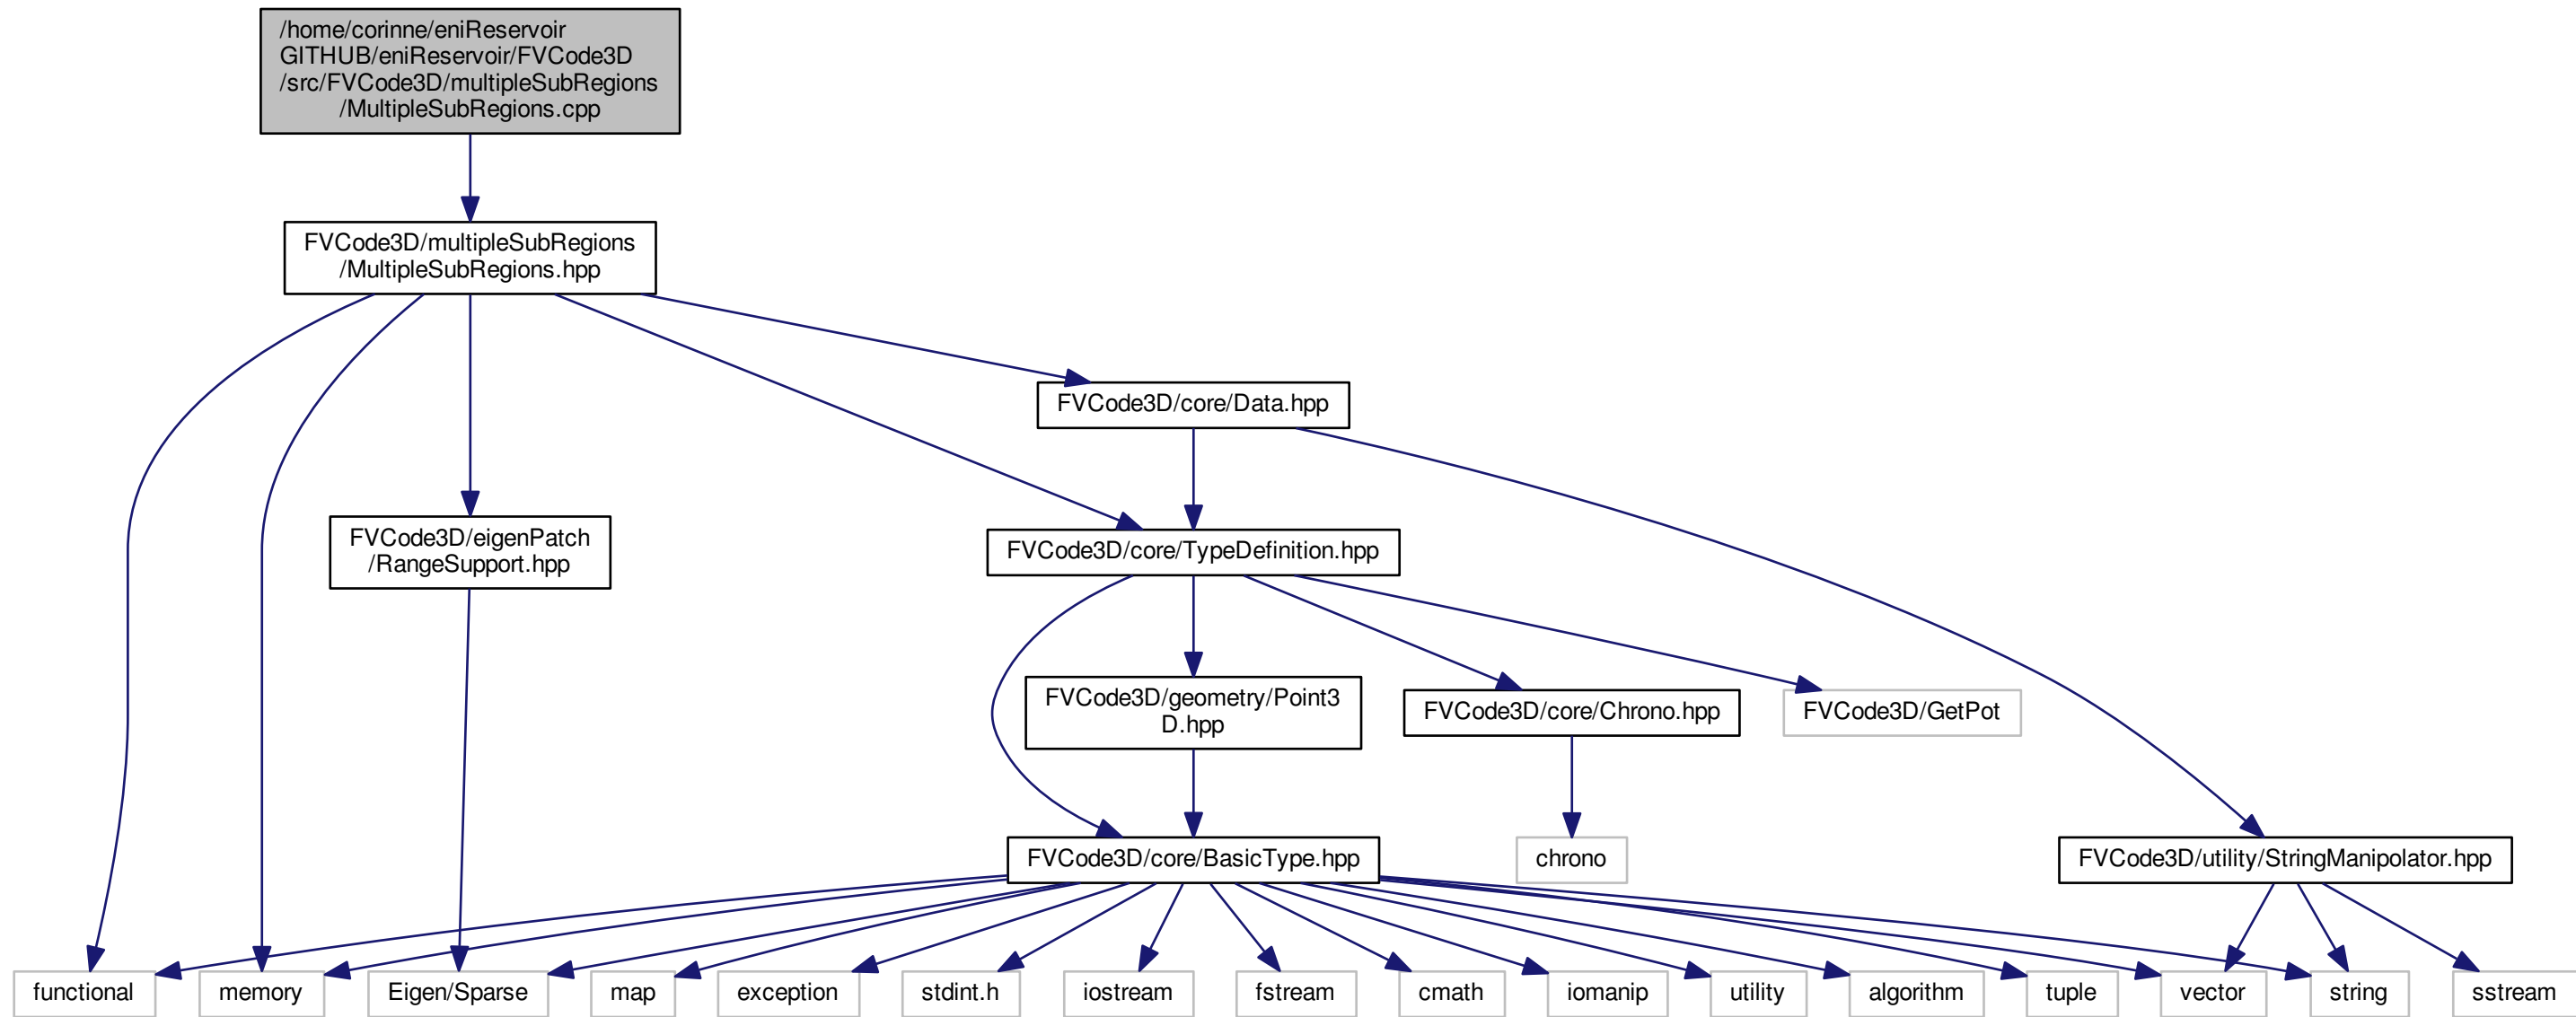 /home/corinne/eniReservoir
GITHUB/eniReservoir/FVCode3D
/src/FVCode3D/multipleSubRegions
/MultipleSubRegions.cpp
FVCode3D/multipleSubRegions
/MultipleSubRegions.hpp
FVCode3D/core/Data.hpp
FVCode3D/eigenPatch
/RangeSupport.hpp
FVCode3D/core/TypeDefinition.hpp
FVCode3D/geometry/Point3
D.hpp
FVCode3D/core/Chrono.hpp
FVCode3D/GetPot
FVCode3D/core/BasicType.hpp
chrono
FVCode3D/utility/StringManipolator.hpp
functional
memory
Eigen/Sparse
map
exception
stdint.h
iostream
fstream
cmath
iomanip
utility
algorithm
tuple
vector
string
sstream